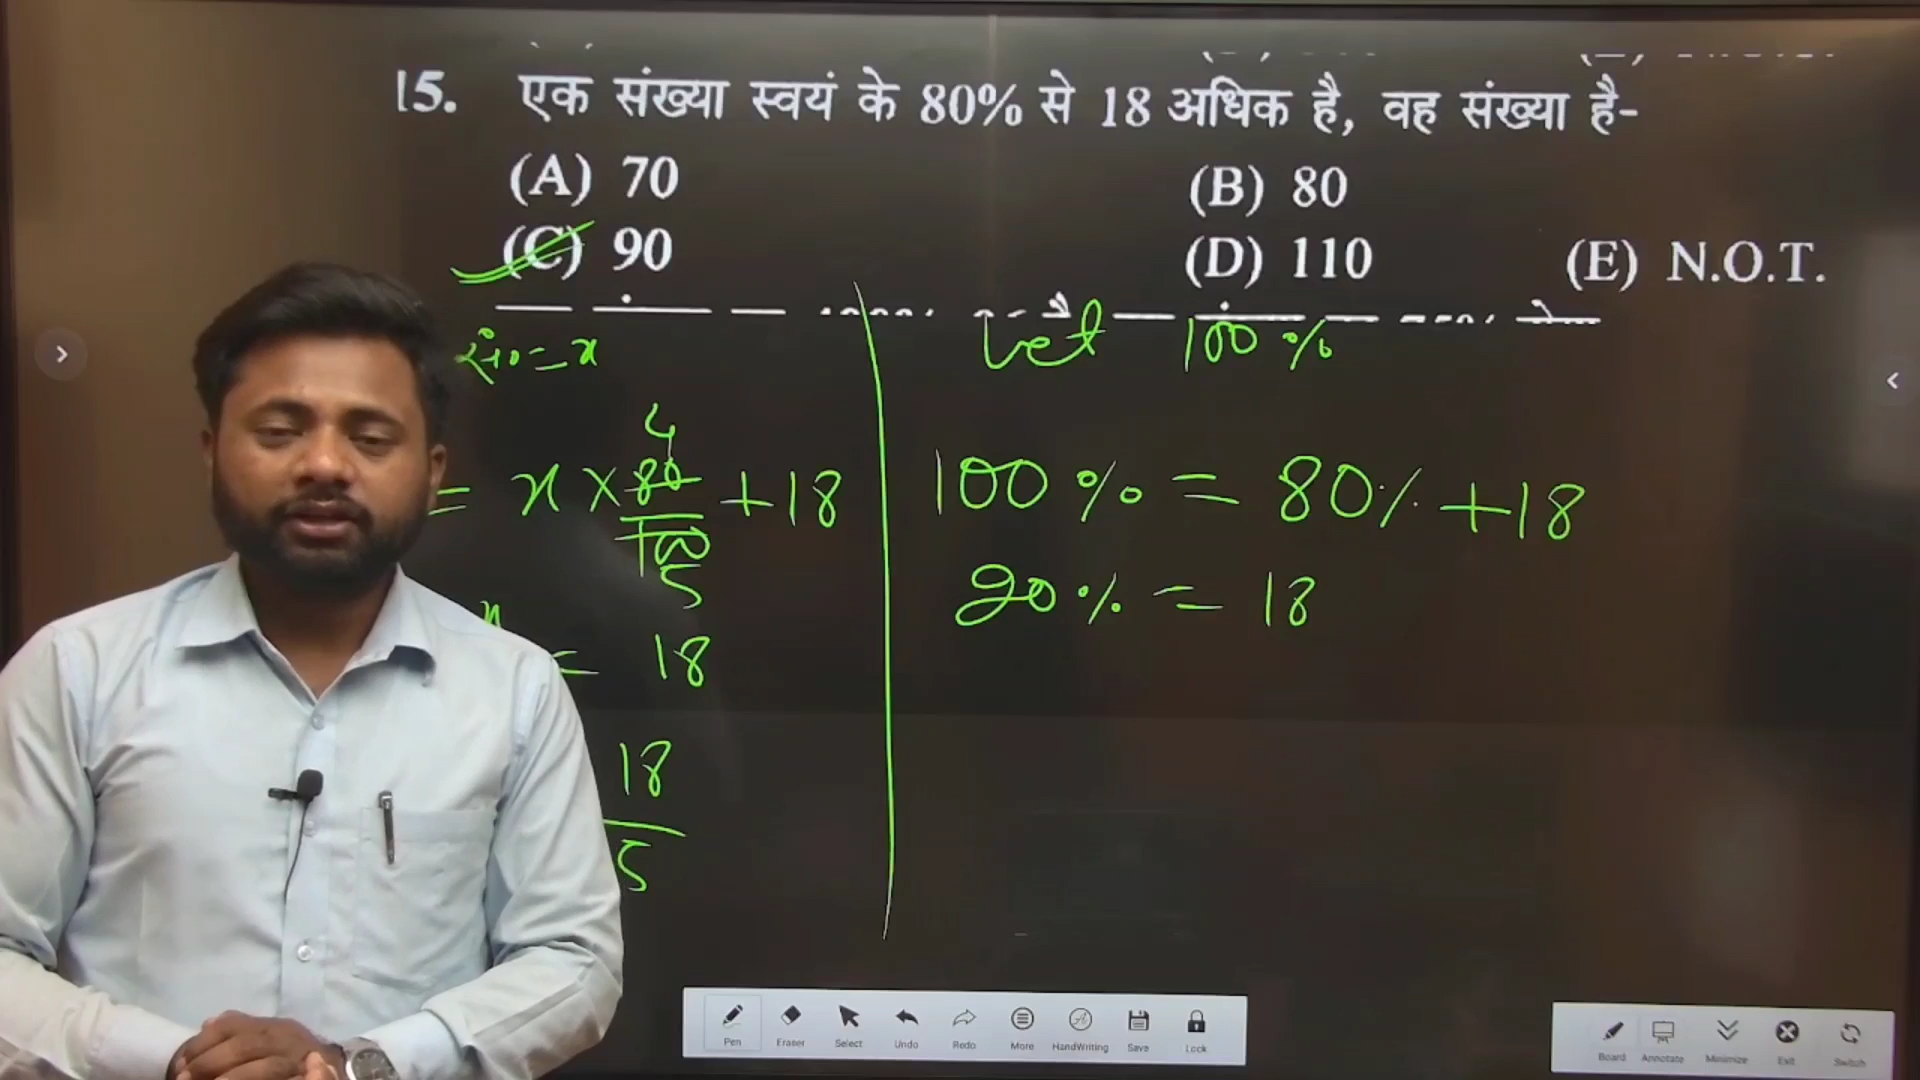 15. एक संख्या स्वयं के 80% से 18 अधिक है, वह संख्या है-
(A) 70 (B) 80
(C) 90 (D) 110 (E) N.O.T.
सं० = x
= x × 80/100 + 18
4
5
= 18
18
5
Let 100%
100% = 80% + 18
20% = 18
Pen Eraser Select Undo Redo More HandWriting Save Lock
Board Annotate Minimize Exit Switch